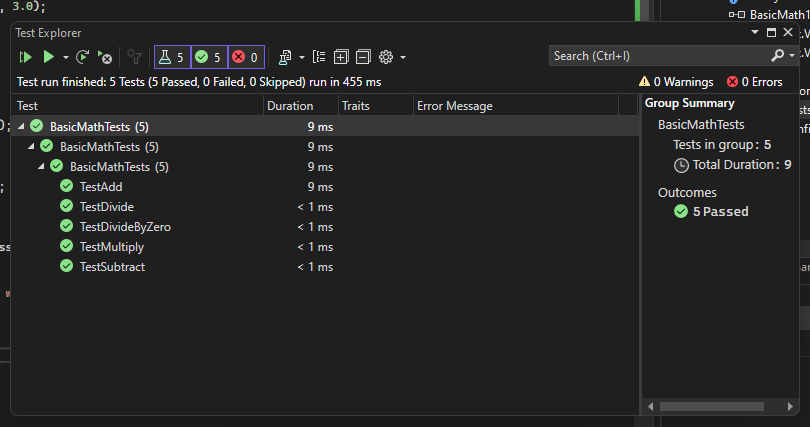 , 3.0);
BasicMath1
Test Explorer
5 5 0
Search (Ctrl+I)
Test run finished: 5 Tests (5 Passed, 0 Failed, 0 Skipped) run in 455 ms
0 Warnings 0 Errors
Test Duration Traits Error Message
Group Summary
BasicMathTests (5) 9 ms
BasicMathTests (5) 9 ms
BasicMathTests (5) 9 ms
TestAdd 9 ms
TestDivide < 1 ms
TestDivideByZero < 1 ms
TestMultiply < 1 ms
TestSubtract < 1 ms
BasicMathTests
Tests in group: 5
Total Duration: 9
Outcomes
5 Passed